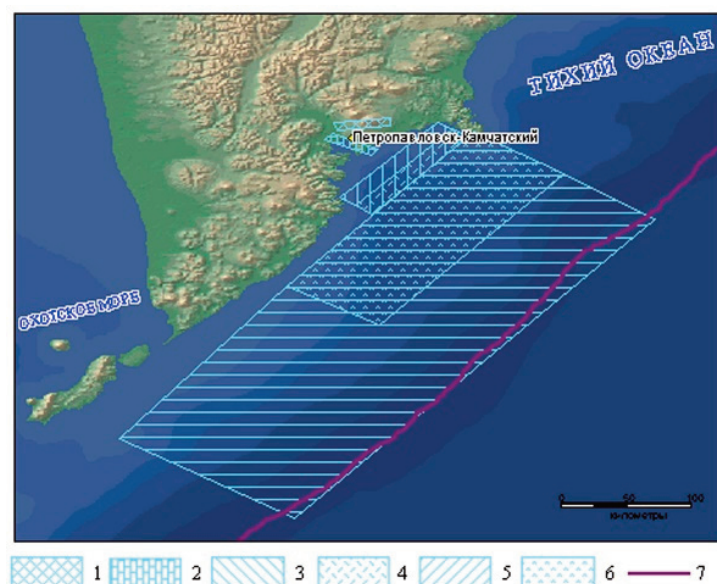 ТИХИЙ ОКЕАН
Петропавловск-Камчатский
ОХОТСКОЕ МОРЕ
0 50 100
километры
1 2 3 4 5 6 7